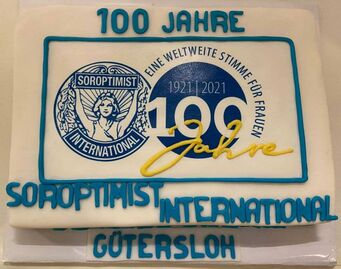 100 JAHRE
SOROPTIMIST
INTERNATIONAL
EINE WELTWEITE STIMME FÜR FRAUEN
1921 | 2021
100
Jahre
SOROPTIMIST INTERNATIONAL
GÜTERSLOH